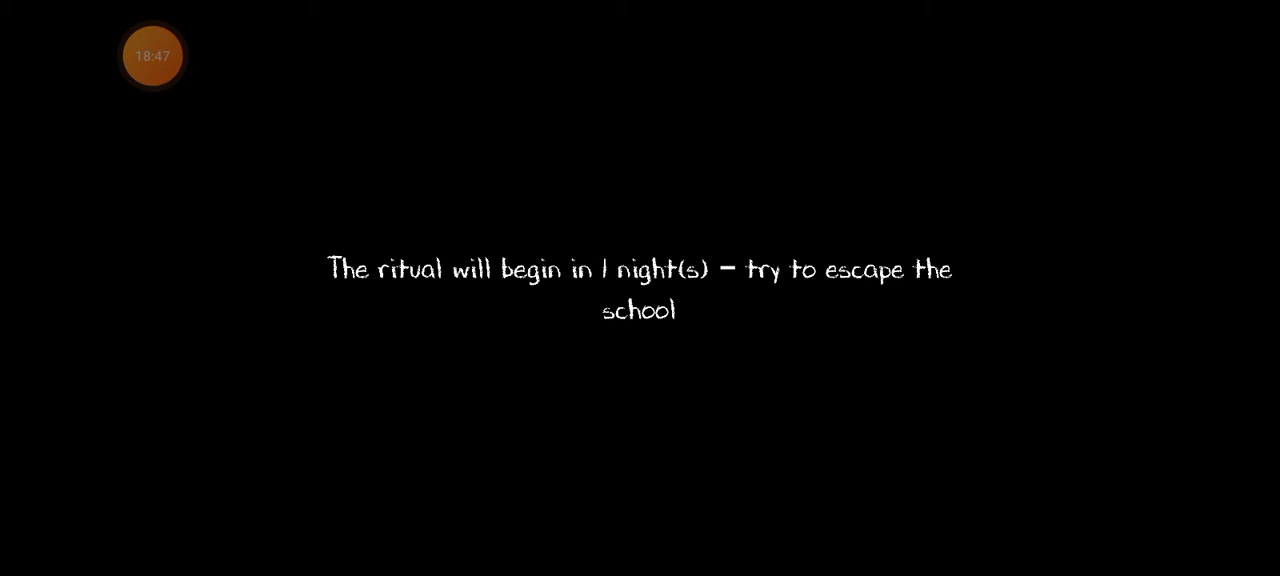 18:47
The ritual will begin in 1 night(s) - try to escape the
school